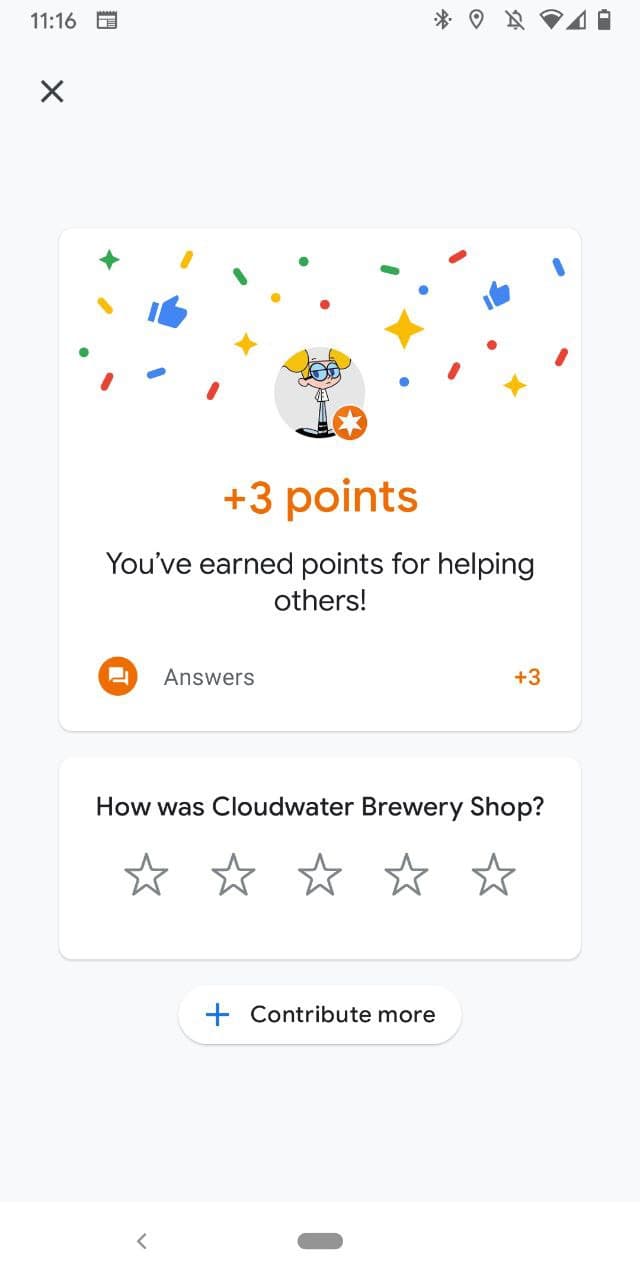 11:16
+3 points
You've earned points for helping
others!
Answers +3
How was Cloudwater Brewery Shop?
Contribute more